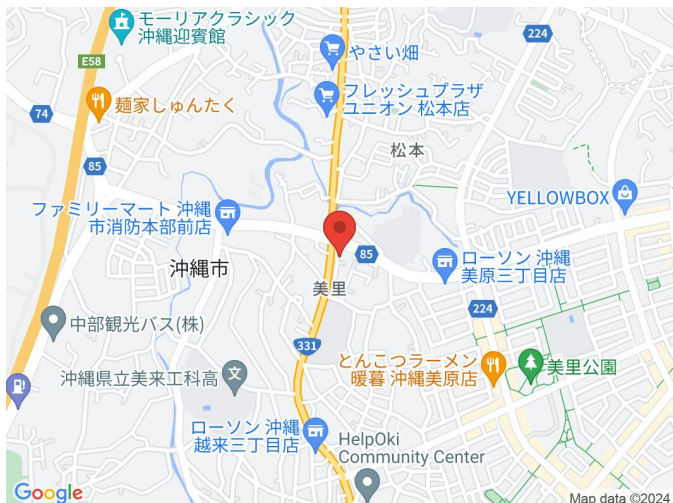 モーリアクラシック
沖縄迎賓館
E58
麺家しゅんたく
74
85
やさい畑
フレッシュプラザ
ユニオン 松本店
224
松本
YELLOWBOX
ファミリーマート 沖縄
市消防本部前店
沖縄市
85
ローソン 沖縄
美原三丁目店
美里
224
中部観光バス(株)
331
とんこつラーメン
暖暮 沖縄美原店
美里公園
沖縄県立美来工科高
文
ローソン 沖縄
越来三丁目店
HelpOki
Community Center
Google
Map data ©2024